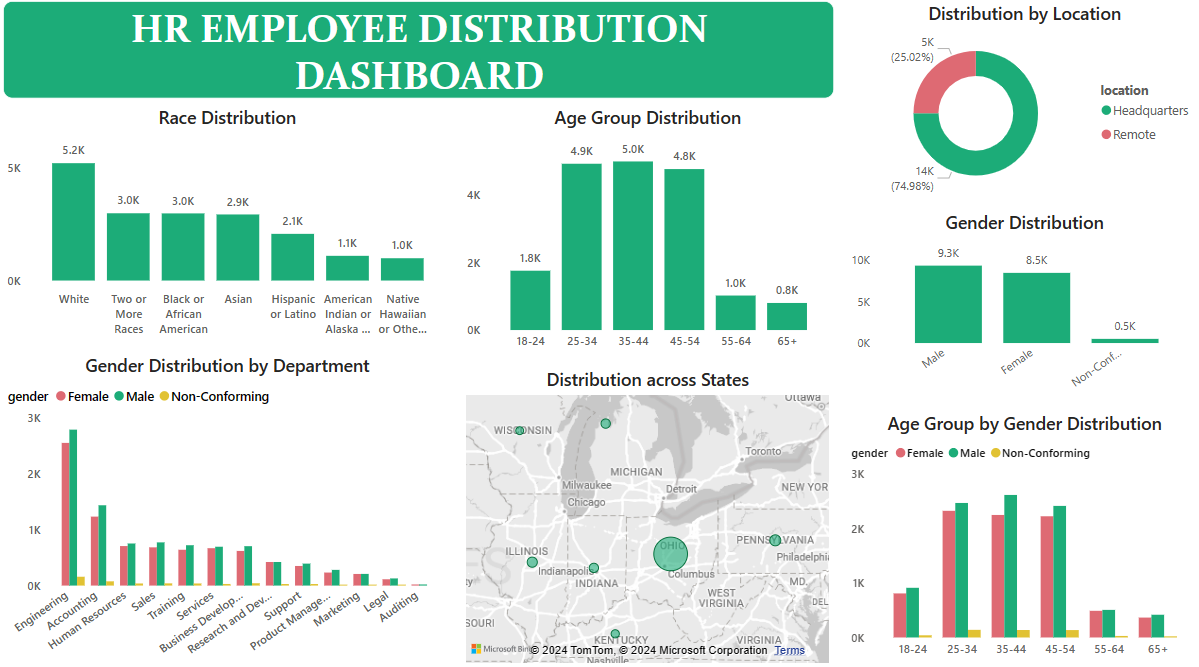 HR EMPLOYEE DISTRIBUTION
DASHBOARD
Race Distribution
5K
0K
5.2K
3.0K
3.0K
2.9K
2.1K
1.1K
1.0K
White
Two or
More
Races
Black or
African
American
Asian
Hispanic
or Latino
American
Indian or
Alaska ...
Native
Hawaiian
or Othe...
Age Group Distribution
4K
2K
0K
1.8K
4.9K
5.0K
4.8K
1.0K
0.8K
18-24
25-34
35-44
45-54
55-64
65+
Distribution by Location
5K
(25.02%)
14K
(74.98%)
location
Headquarters
Remote
Gender Distribution
10K
5K
0K
9.3K
8.5K
0.5K
Male
Female
Non-Conf...
Gender Distribution by Department
gender Female Male Non-Conforming
3K
2K
1K
0K
Engineering
Accounting
Human Resources
Sales
Training
Services
Business Develop...
Research and Dev...
Support
Product Manage...
Marketing
Legal
Auditing
Distribution across States
Ottawa
WISCONSIN
Toronto
MICHIGAN
Milwaukee
Detroit
NEW YOR
Chicago
OHIO
PENNSYLVANIA
ILLINOIS
Philadelphi
Indianapolis
Columbus
INDIANA
MD.
WEST
VIRGINIA
DEL
SOURI
KENTUCKY
VIRGINIA
Microsoft Bin
© 2024 TomTom, © 2024 Microsoft Corporation Terms
Nashville
Age Group by Gender Distribution
gender Female Male Non-Conforming
3K
2K
1K
0K
18-24
25-34
35-44
45-54
55-64
65+